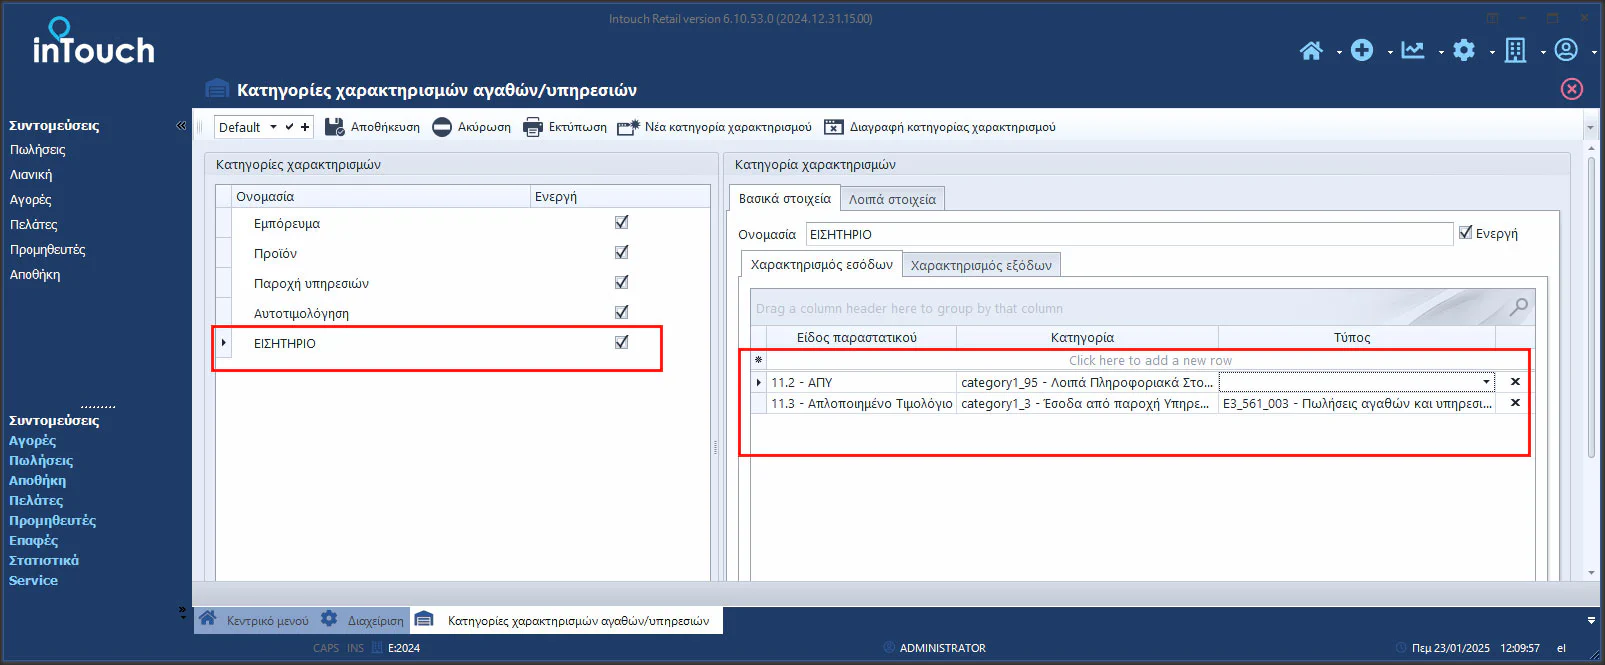 Intouch Retail version 6.10.53.0 (2024.12.31.15.00)
inTouch
Κατηγορίες χαρακτηρισμών αγαθών/υπηρεσιών
Συντομεύσεις
Πωλήσεις
Λιανική
Αγορές
Πελάτες
Προμηθευτές
Αποθήκη
Συντομεύσεις
Αγορές
Πωλήσεις
Αποθήκη
Πελάτες
Προμηθευτές
Επαφές
Στατιστικά
Service
Default Αποθήκευση Ακύρωση Εκτύπωση Νέα κατηγορία χαρακτηρισμού Διαγραφή κατηγορίας χαρακτηρισμού
Κατηγορίες χαρακτηρισμών
Ονομασία Ενεργή
Εμπόρευμα
Προϊόν
Παροχή υπηρεσιών
Αυτοτιμολόγηση
ΕΙΣΗΤΗΡΙΟ
Κατηγορία χαρακτηρισμών
Βασικά στοιχεία Λοιπά στοιχεία
Ονομασία ΕΙΣΗΤΗΡΙΟ Ενεργή
Χαρακτηρισμός εσόδων Χαρακτηρισμός εξόδων
Drag a column header here to group by that column
Είδος παραστατικού Κατηγορία Τύπος
Click here to add a new row
11.2 - ΑΠΥ category1_95 - Λοιπά Πληροφοριακά Στο...
11.3 - Απλοποιημένο Τιμολόγιο category1_3 - Έσοδα από παροχή Υπηρε... E3_561_003 - Πωλήσεις αγαθών και υπηρεσι...
Κεντρικό μενού Διαχείριση Κατηγορίες χαρακτηρισμών αγαθών/υπηρεσιών
CAPS INS E:2024 ADMINISTRATOR Πεμ 23/01/2025 12:09:57 el